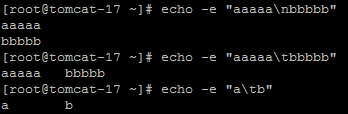 [root@tomcat-17 ~]# echo -e "aaaaa\nbbbbb"
aaaaa
bbbbb
[root@tomcat-17 ~]# echo -e "aaaaa\tbbbbb"
aaaaa   bbbbb
[root@tomcat-17 ~]# echo -e "a\tb"
a       b